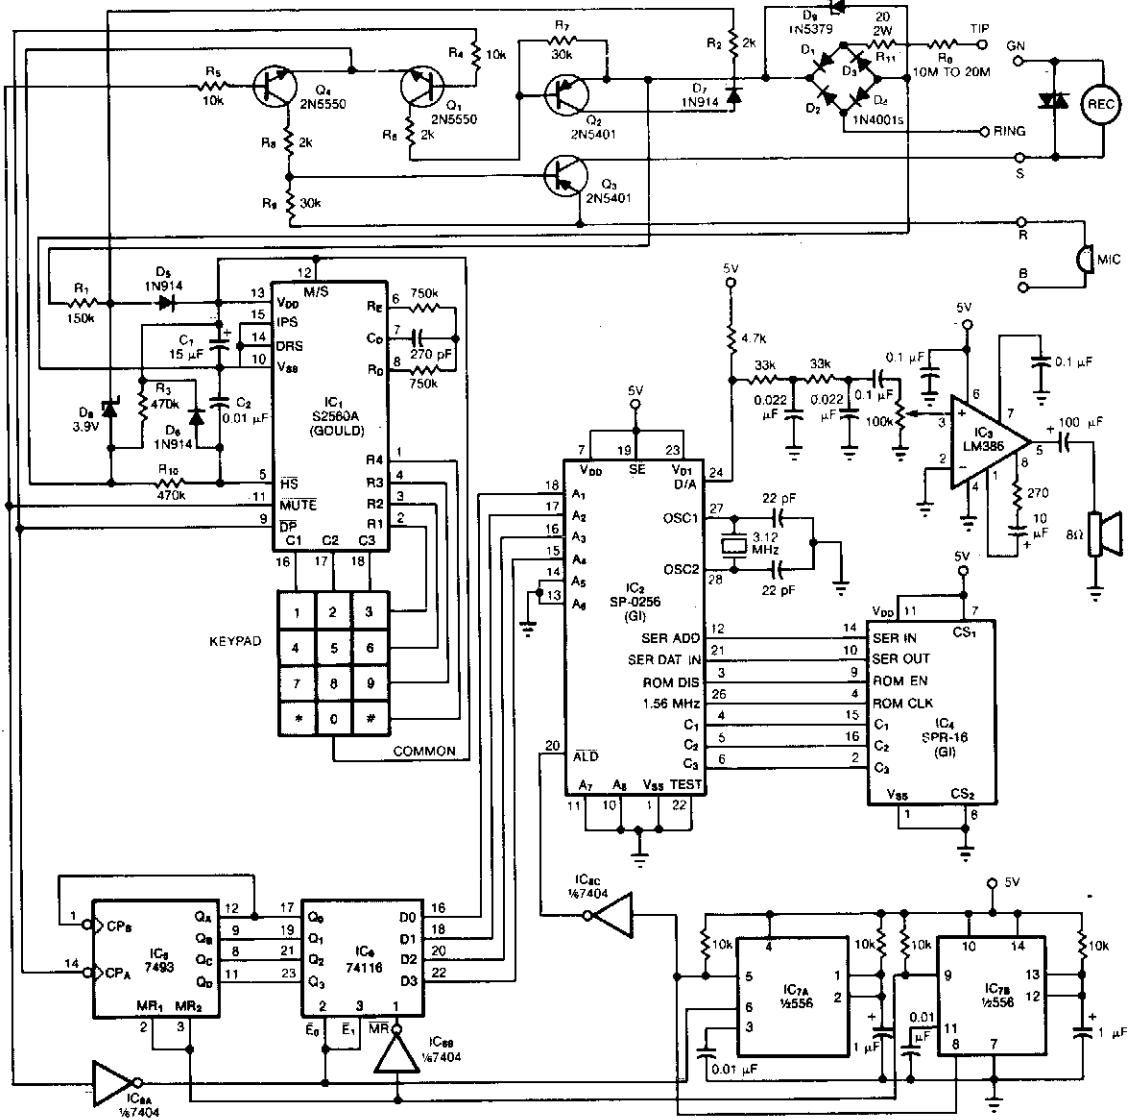 D9
1N5379
20
2W
R11
TIP
R0
10M TO 20M
GN
REC
D1
D3
D2
D4
1N4001s
RING
S
R
B
MIC
R7
30k
R2
2k
D7
1N914
R4
10k
R5
10k
Q4
2N5550
Q1
2N5550
R6
2k
Q2
2N5401
R8
2k
Q3
2N5401
R9
30k
R1
150k
D5
1N914
C1
15 µF
R3
470k
D6
1N914
C2
0.01 µF
D8
3.9V
R10
470k
12
M/S
13
VDD
15
IPS
14
DRS
10
VSS
IC1
S2560A
(GOULD)
RE
6
750k
CD
7
270 pF
RD
8
750k
R4
1
R3
4
R2
3
R1
2
5
HS
11
MUTE
9
DP
C1
C2
C3
16
17
18
KEYPAD
1 2 3
4 5 6
7 8 9
* 0 #
COMMON
5V
4.7k
33k
33k
0.1 µF
0.022 µF
0.022 µF
100k
5V
0.1 µF
0.1 µF
6
7
3
+
2
−
IC3
LM386
5
4
1
8
+
100 µF
270
10 µF
+
8Ω
5V
7
19
23
VDD
SE
VD1
D/A
24
18
A1
17
A2
16
A3
15
A4
14
A5
13
A6
OSC1
27
22 pF
3.12 MHz
OSC2
28
22 pF
IC2
SP-0256
(GI)
SER ADD
12
SER DAT IN
21
ROM DIS
3
1.56 MHz
26
C1
4
C2
5
C3
6
20
ALD
A7
A8
VSS
TEST
11
10
1
22
5V
VDD
11
7
CS1
14
SER IN
10
SER OUT
9
ROM EN
4
ROM CLK
15
C1
16
C2
2
C3
IC4
SPR-16
(GI)
VSS
CS2
1
8
1
CPB
14
CPA
QA
12
QB
9
QC
8
QD
11
IC5
7493
MR1
MR2
2
3
17
Q0
19
Q1
21
Q2
23
Q3
IC6
74116
D0
16
D1
18
D2
20
D3
22
2
3
1
E0
E1
MR
IC8A
1/6 7404
IC8B
1/6 7404
IC8C
1/6 7404
10k
4
5
6
3
1
2
IC7A
½556
0.01 µF
10k
+
1 µF
5V
10k
10
14
9
11
8
7
13
12
IC7B
½556
0.01 µF
10k
+
1 µF